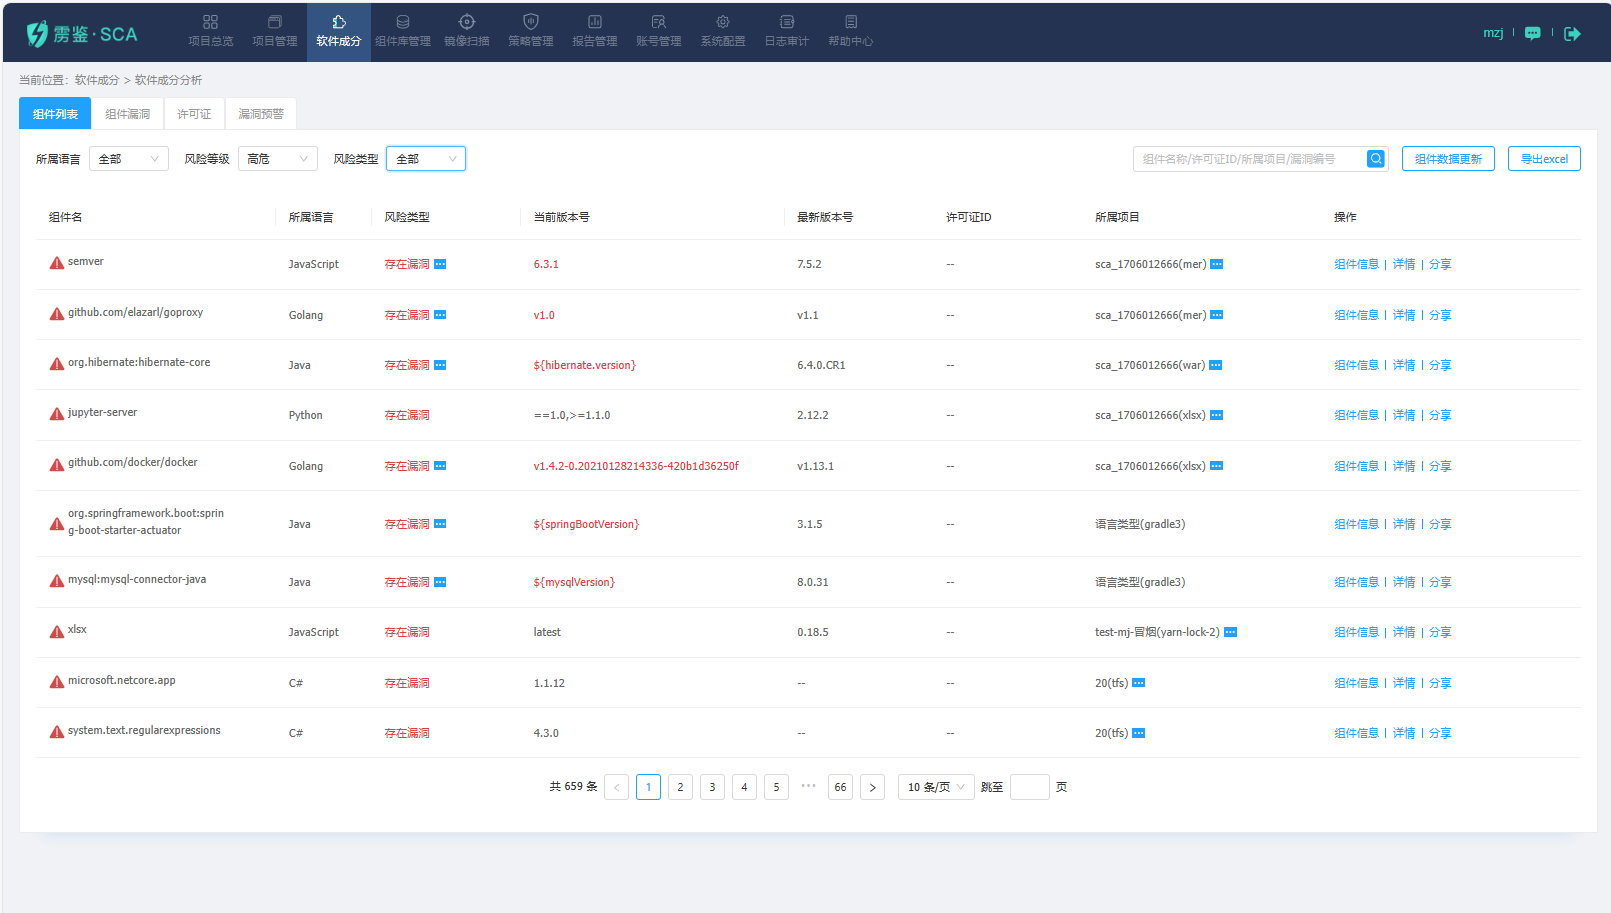 雳鉴·SCA
项目总览 项目管理 软件成分 组件库管理 镜像扫描 策略管理 报告管理 账号管理 系统配置 日志审计 帮助中心
mzj
当前位置: 软件成分 > 软件成分分析
组件列表 组件漏洞 许可证 漏洞预警
所属语言 全部 风险等级 高危 风险类型 全部 组件名称/许可证ID/所属项目/漏洞编号 组件数据更新 导出excel
组件名 所属语言 风险类型 当前版本号 最新版本号 许可证ID 所属项目 操作
semver JavaScript 存在漏洞 6.3.1 7.5.2 -- sca_1706012666(mer) 组件信息 | 详情 | 分享
github.com/elazarl/goproxy Golang 存在漏洞 v1.0 v1.1 -- sca_1706012666(mer) 组件信息 | 详情 | 分享
org.hibernate:hibernate-core Java 存在漏洞 ${hibernate.version} 6.4.0.CR1 -- sca_1706012666(war) 组件信息 | 详情 | 分享
jupyter-server Python 存在漏洞 ==1.0,>=1.1.0 2.12.2 -- sca_1706012666(xlsx) 组件信息 | 详情 | 分享
github.com/docker/docker Golang 存在漏洞 v1.4.2-0.20210128214336-420b1d36250f v1.13.1 -- sca_1706012666(xlsx) 组件信息 | 详情 | 分享
org.springframework.boot:sprin
g-boot-starter-actuator Java 存在漏洞 ${springBootVersion} 3.1.5 -- 语言类型(gradle3) 组件信息 | 详情 | 分享
mysql:mysql-connector-java Java 存在漏洞 ${mysqlVersion} 8.0.31 -- 语言类型(gradle3) 组件信息 | 详情 | 分享
xlsx JavaScript 存在漏洞 latest 0.18.5 -- test-mj-冒烟(yarn-lock-2) 组件信息 | 详情 | 分享
microsoft.netcore.app C# 存在漏洞 1.1.12 -- -- 20(tfs) 组件信息 | 详情 | 分享
system.text.regularexpressions C# 存在漏洞 4.3.0 -- -- 20(tfs) 组件信息 | 详情 | 分享
共 659 条 < 1 2 3 4 5 ••• 66 > 10 条/页 跳至 页